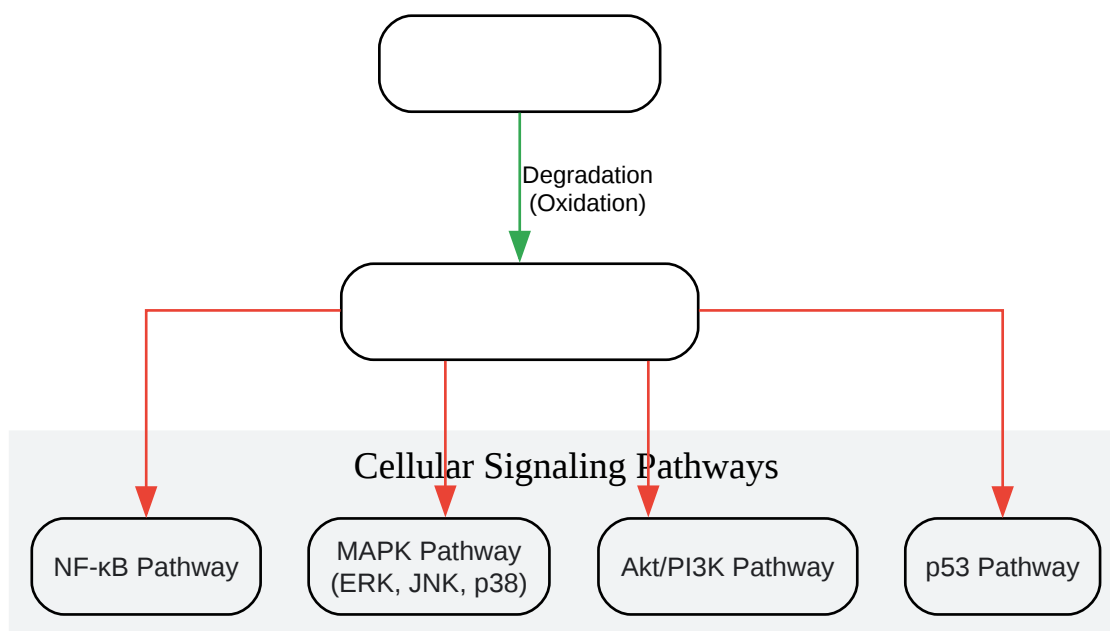 Degradation
(Oxidation)
Cellular Signaling Pathways
NF-κB Pathway
MAPK Pathway
(ERK, JNK, p38)
Akt/PI3K Pathway
p53 Pathway